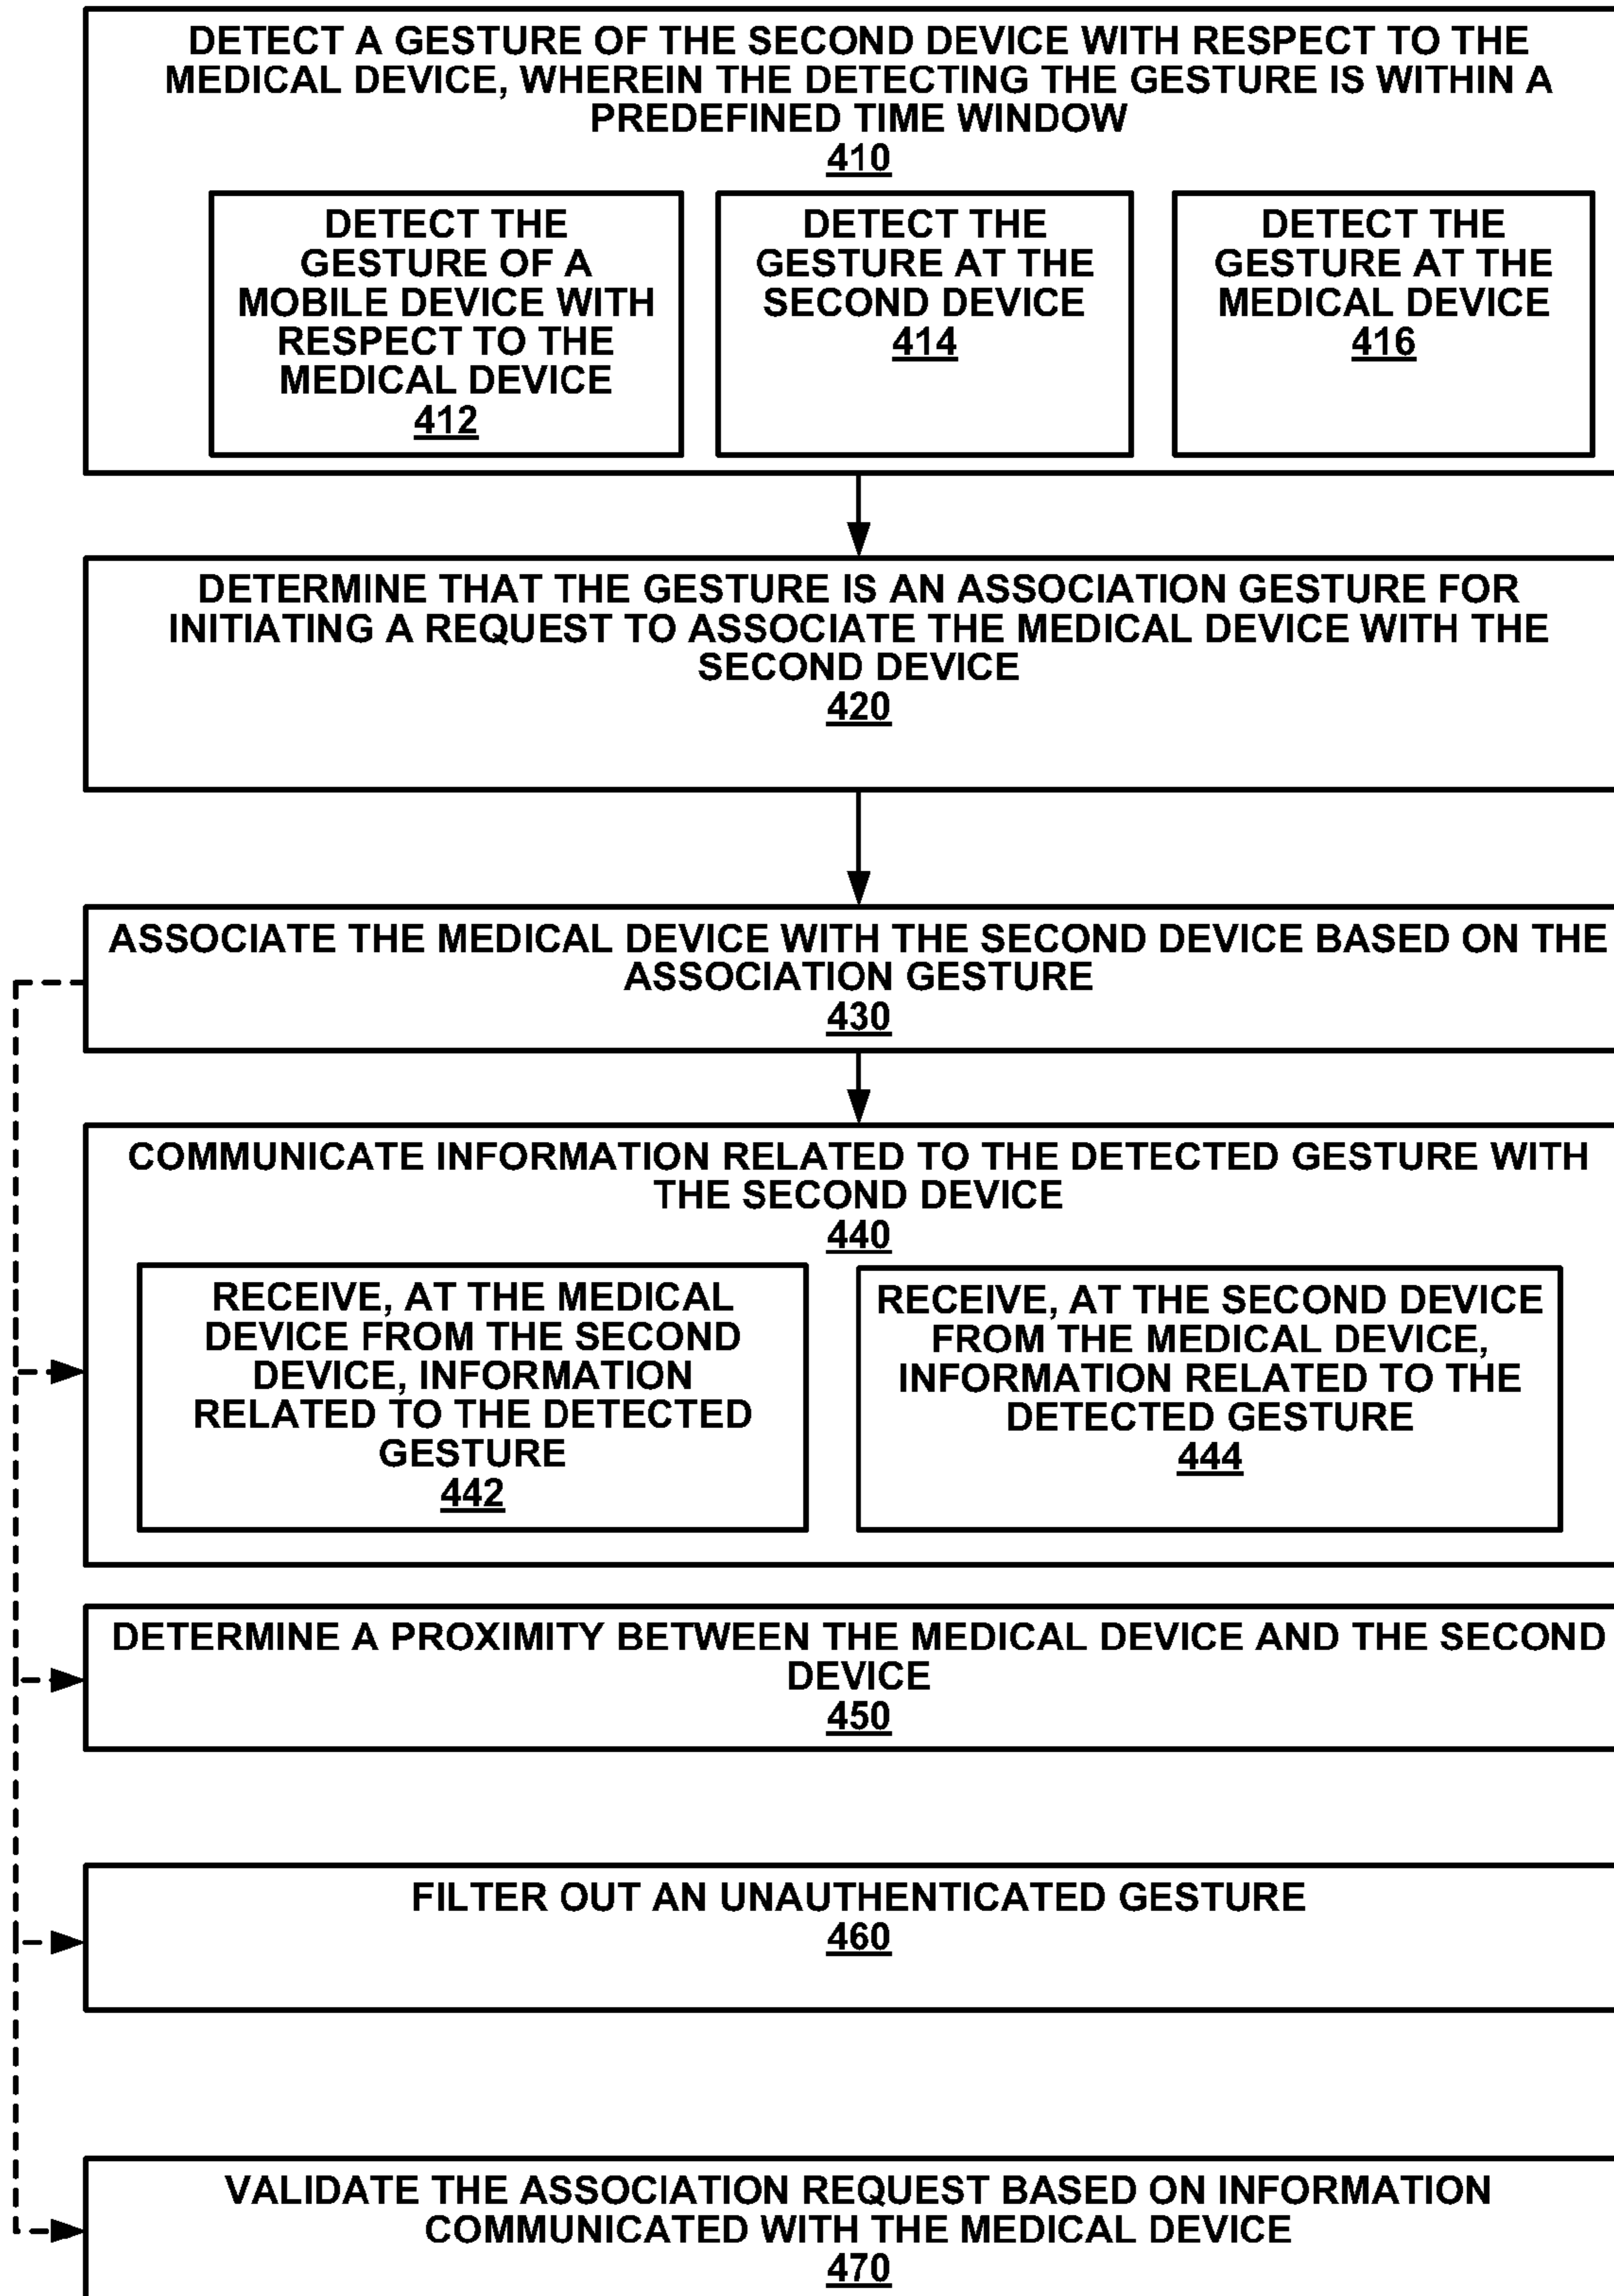 DETECT A GESTURE OF THE SECOND DEVICE WITH RESPECT TO THE
MEDICAL DEVICE, WHEREIN THE DETECTING THE GESTURE IS WITHIN A
PREDEFINED TIME WINDOW
410
DETECT THE
GESTURE OF A
MOBILE DEVICE WITH
RESPECT TO THE
MEDICAL DEVICE
412
DETECT THE
GESTURE AT THE
SECOND DEVICE
414
DETECT THE
GESTURE AT THE
MEDICAL DEVICE
416
DETERMINE THAT THE GESTURE IS AN ASSOCIATION GESTURE FOR
INITIATING A REQUEST TO ASSOCIATE THE MEDICAL DEVICE WITH THE
SECOND DEVICE
420
ASSOCIATE THE MEDICAL DEVICE WITH THE SECOND DEVICE BASED ON THE
ASSOCIATION GESTURE
430
COMMUNICATE INFORMATION RELATED TO THE DETECTED GESTURE WITH
THE SECOND DEVICE
440
RECEIVE, AT THE MEDICAL
DEVICE FROM THE SECOND
DEVICE, INFORMATION
RELATED TO THE DETECTED
GESTURE
442
RECEIVE, AT THE SECOND DEVICE
FROM THE MEDICAL DEVICE,
INFORMATION RELATED TO THE
DETECTED GESTURE
444
DETERMINE A PROXIMITY BETWEEN THE MEDICAL DEVICE AND THE SECOND
DEVICE
450
FILTER OUT AN UNAUTHENTICATED GESTURE
460
VALIDATE THE ASSOCIATION REQUEST BASED ON INFORMATION
COMMUNICATED WITH THE MEDICAL DEVICE
470